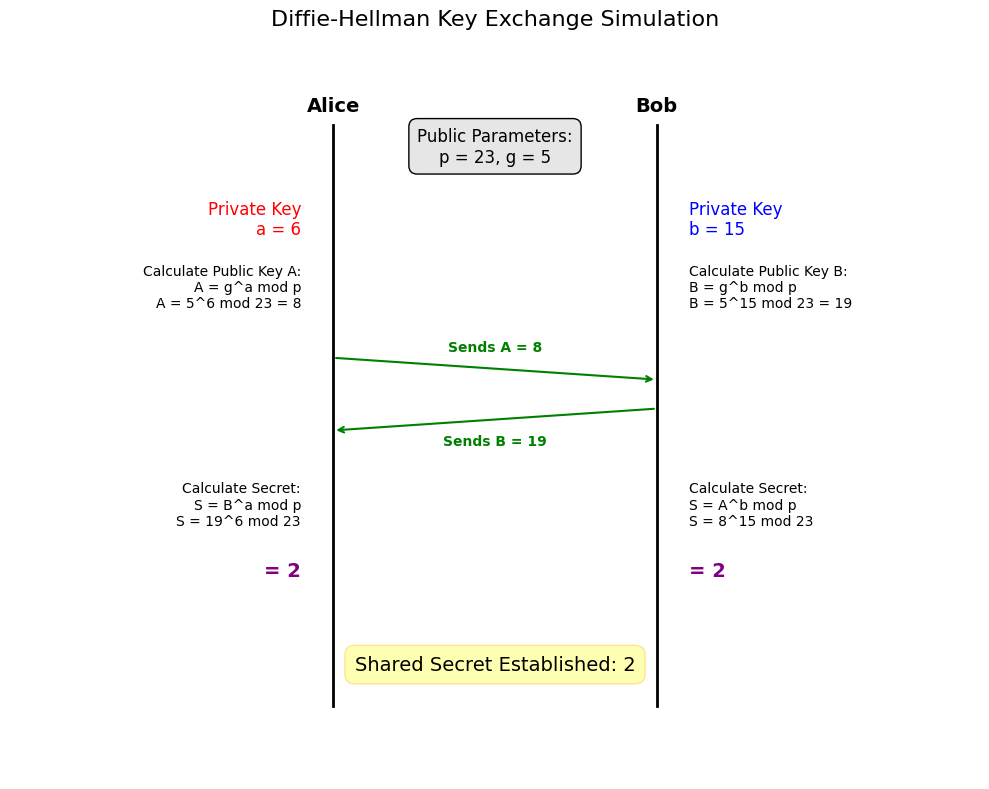 Diffie-Hellman Key Exchange Simulation
Alice
Bob
Public Parameters:
p = 23, g = 5
Private Key
a = 6
Private Key
b = 15
Calculate Public Key A:
A = g^a mod p
A = 5^6 mod 23 = 8
Calculate Public Key B:
B = g^b mod p
B = 5^15 mod 23 = 19
Sends A = 8
Sends B = 19
Calculate Secret:
S = B^a mod p
S = 19^6 mod 23
= 2
Calculate Secret:
S = A^b mod p
S = 8^15 mod 23
= 2
Shared Secret Established: 2